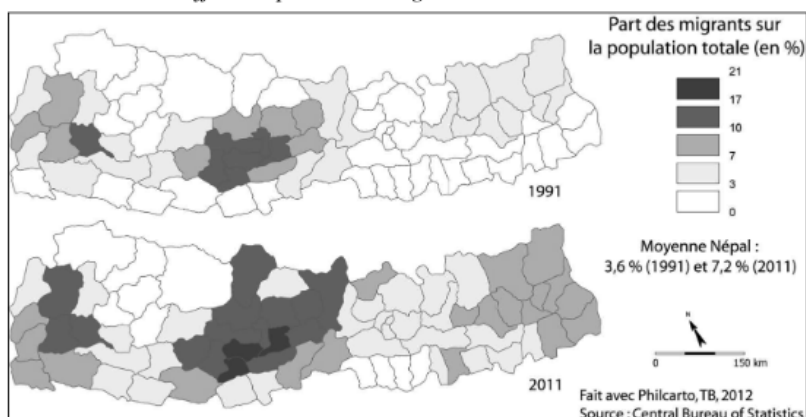 Part des migrants sur
la population totale (en %)
21
17
10
7
3
0
1991
Moyenne Népal :
3,6 % (1991) et 7,2 % (2011)
N
0 150 km
2011
Fait avec Philcarto, TB, 2012
Source : Central Bureau of Statistics